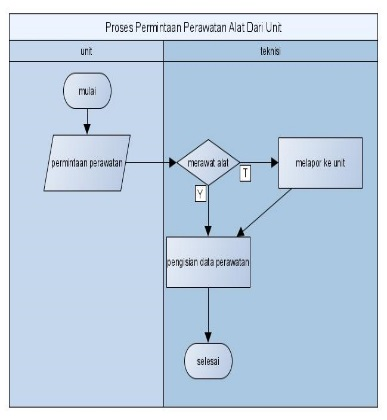 Proses Permintaan Perawatan Alat Dari Unit
unit
teknisi
mulai
permintaan perawatan
merawat alat
T
melapor ke unit
Y
pengisian data perawatan
selesai